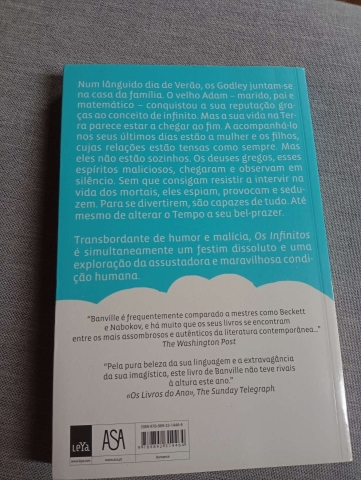 Num lânguido dia de Verão, os Godley juntam-se
na casa da família. O velho Adam – marido, pai e
matemático – conquistou a sua reputação gra-
ças ao conceito de infinito. Mas a sua vida na Ter-
ra parece estar a chegar ao fim. A acompanhá-lo
nos seus últimos dias estão a mulher e os filhos,
cujas relações estão tensas como sempre. Mas
eles não estão sozinhos. Os deuses gregos, esses
espíritos maliciosos, chegaram e observam em
silêncio. Sem que consigam resistir a intervir na
vida dos mortais, eles espiam, provocam e sedu-
zem. Para se divertirem, são capazes de tudo. Até
mesmo de alterar o Tempo a seu bel-prazer.
Transbordante de humor e malícia, Os Infinitos
é simultaneamente um festim dissoluto e uma
exploração da assustadora e maravilhosa condi-
ção humana.
"Banville é frequentemente comparado a mestres como Beckett
e Nabokov, e há muito que os seus livros se encontram
entre os mais assombrosos e autênticos da literatura contemporânea..."
The Washington Post
"Pela pura beleza da sua linguagem e a extravagância
da sua imagística, este livro de Banville não teve rivais
à altura este ano."
«Os Livros do Ano», The Sunday Telegraph
LEYA
ASA